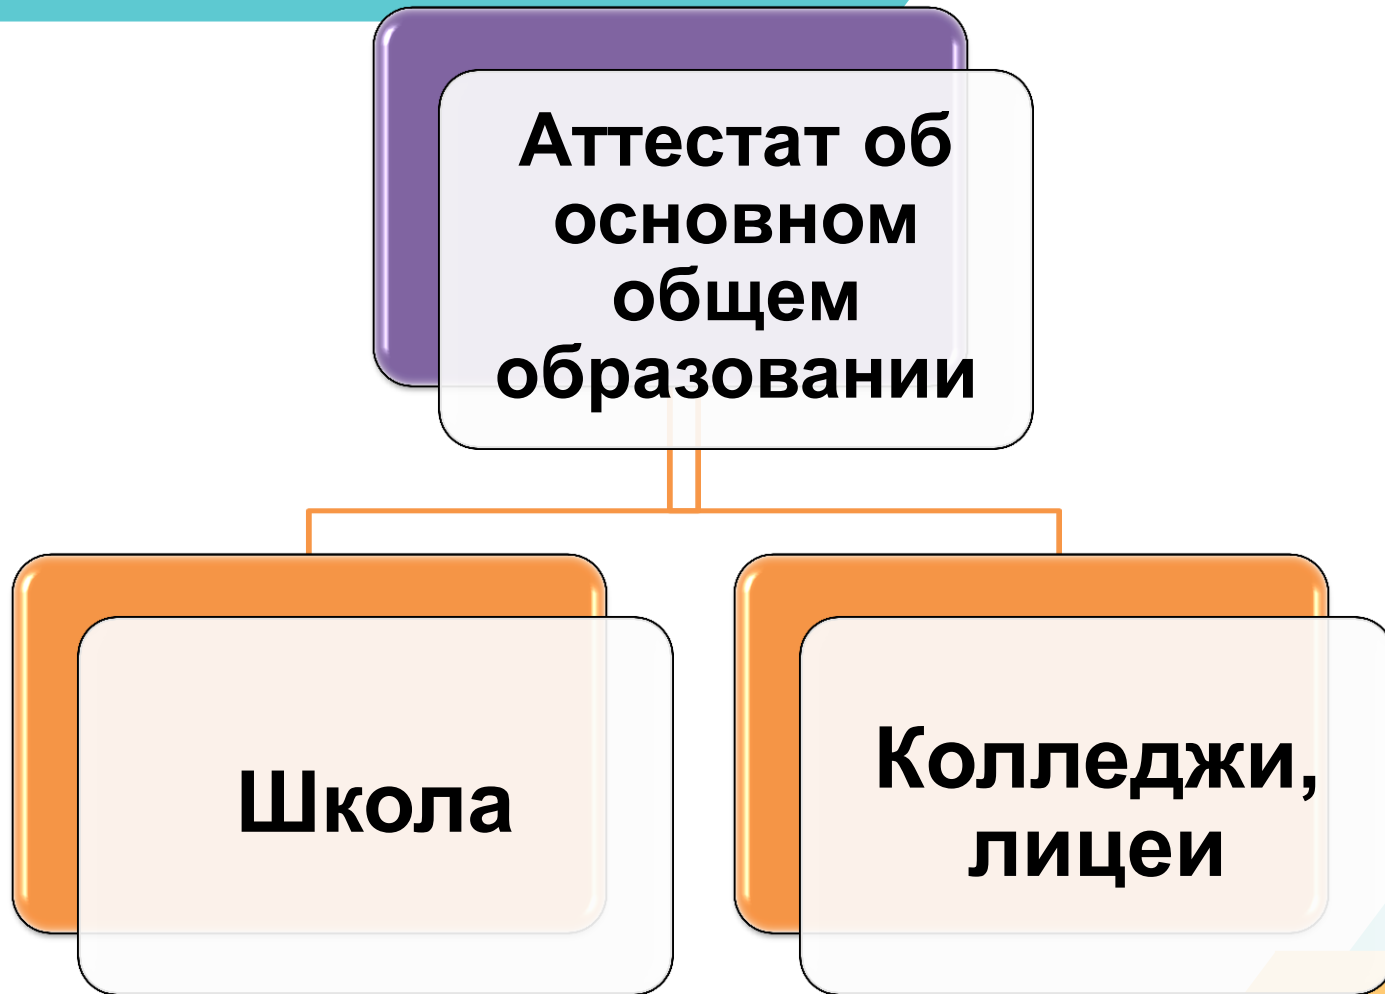 Аттестат об
основном
общем
образовании
Школа
Колледжи,
лицеи